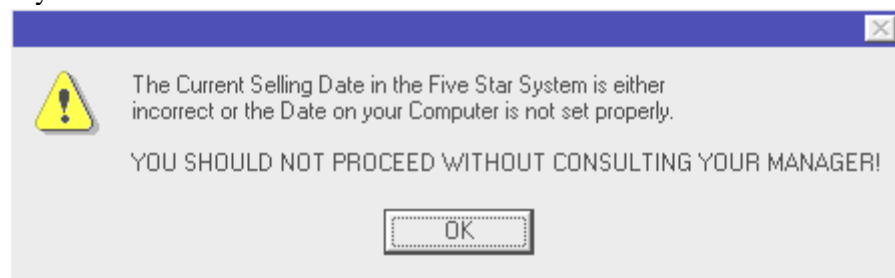 The Current Selling Date in the Five Star System is either
incorrect or the Date on your Computer is not set properly.
YOU SHOULD NOT PROCEED WITHOUT CONSULTING YOUR MANAGER!
OK